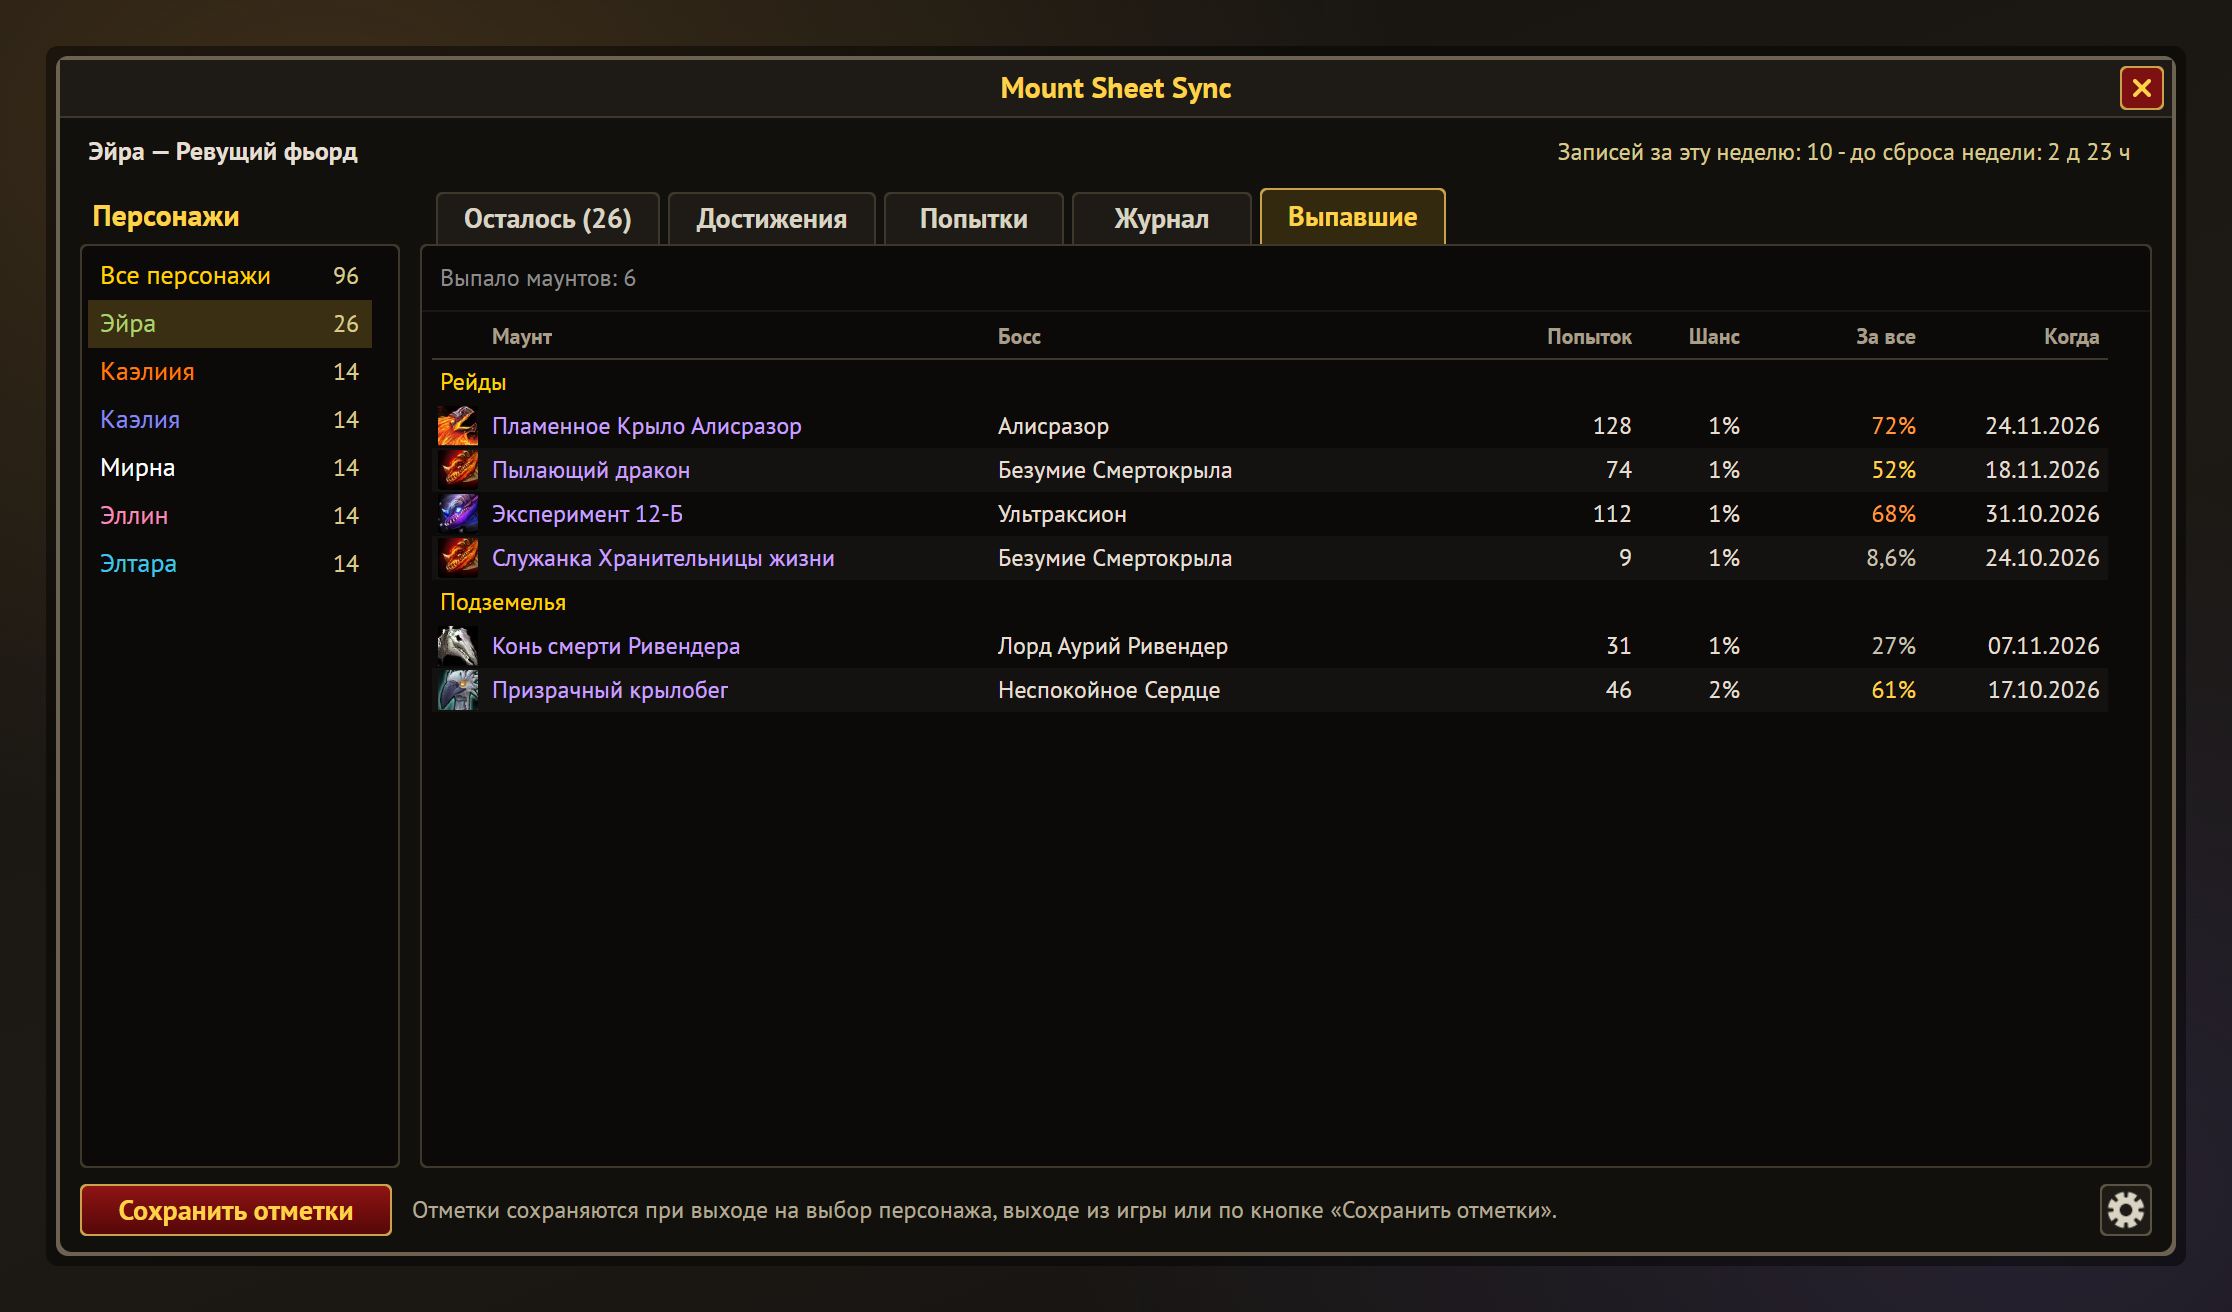 Mount Sheet Sync
Эйра — Ревущий фьорд
Записей за эту неделю: 10 - до сброса недели: 2 д 23 ч
Персонажи
Все персонажи 96
Эйра 26
Каэлиия 14
Каэлия 14
Мирна 14
Эллин 14
Элтара 14
Осталось (26) Достижения Попытки Журнал Выпавшие
Выпало маунтов: 6
Маунт Босс Попыток Шанс За все Когда
Рейды
Пламенное Крыло Алисразор Алисразор 128 1% 72% 24.11.2026
Пылающий дракон Безумие Смертокрыла 74 1% 52% 18.11.2026
Эксперимент 12-Б Ультраксион 112 1% 68% 31.10.2026
Служанка Хранительницы жизни Безумие Смертокрыла 9 1% 8,6% 24.10.2026
Подземелья
Конь смерти Ривендера Лорд Аурий Ривендер 31 1% 27% 07.11.2026
Призрачный крылобег Неспокойное Сердце 46 2% 61% 17.10.2026
Сохранить отметки
Отметки сохраняются при выходе на выбор персонажа, выходе из игры или по кнопке «Сохранить отметки».